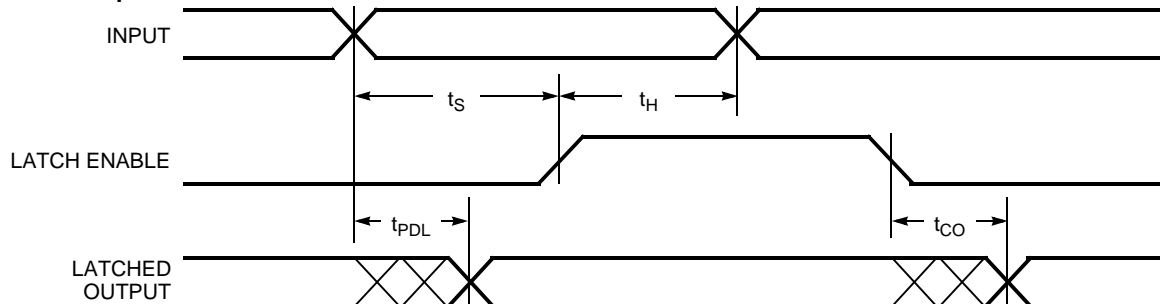 INPUT
tS
tH
LATCH ENABLE
tPDL
tCO
LATCHED
OUTPUT